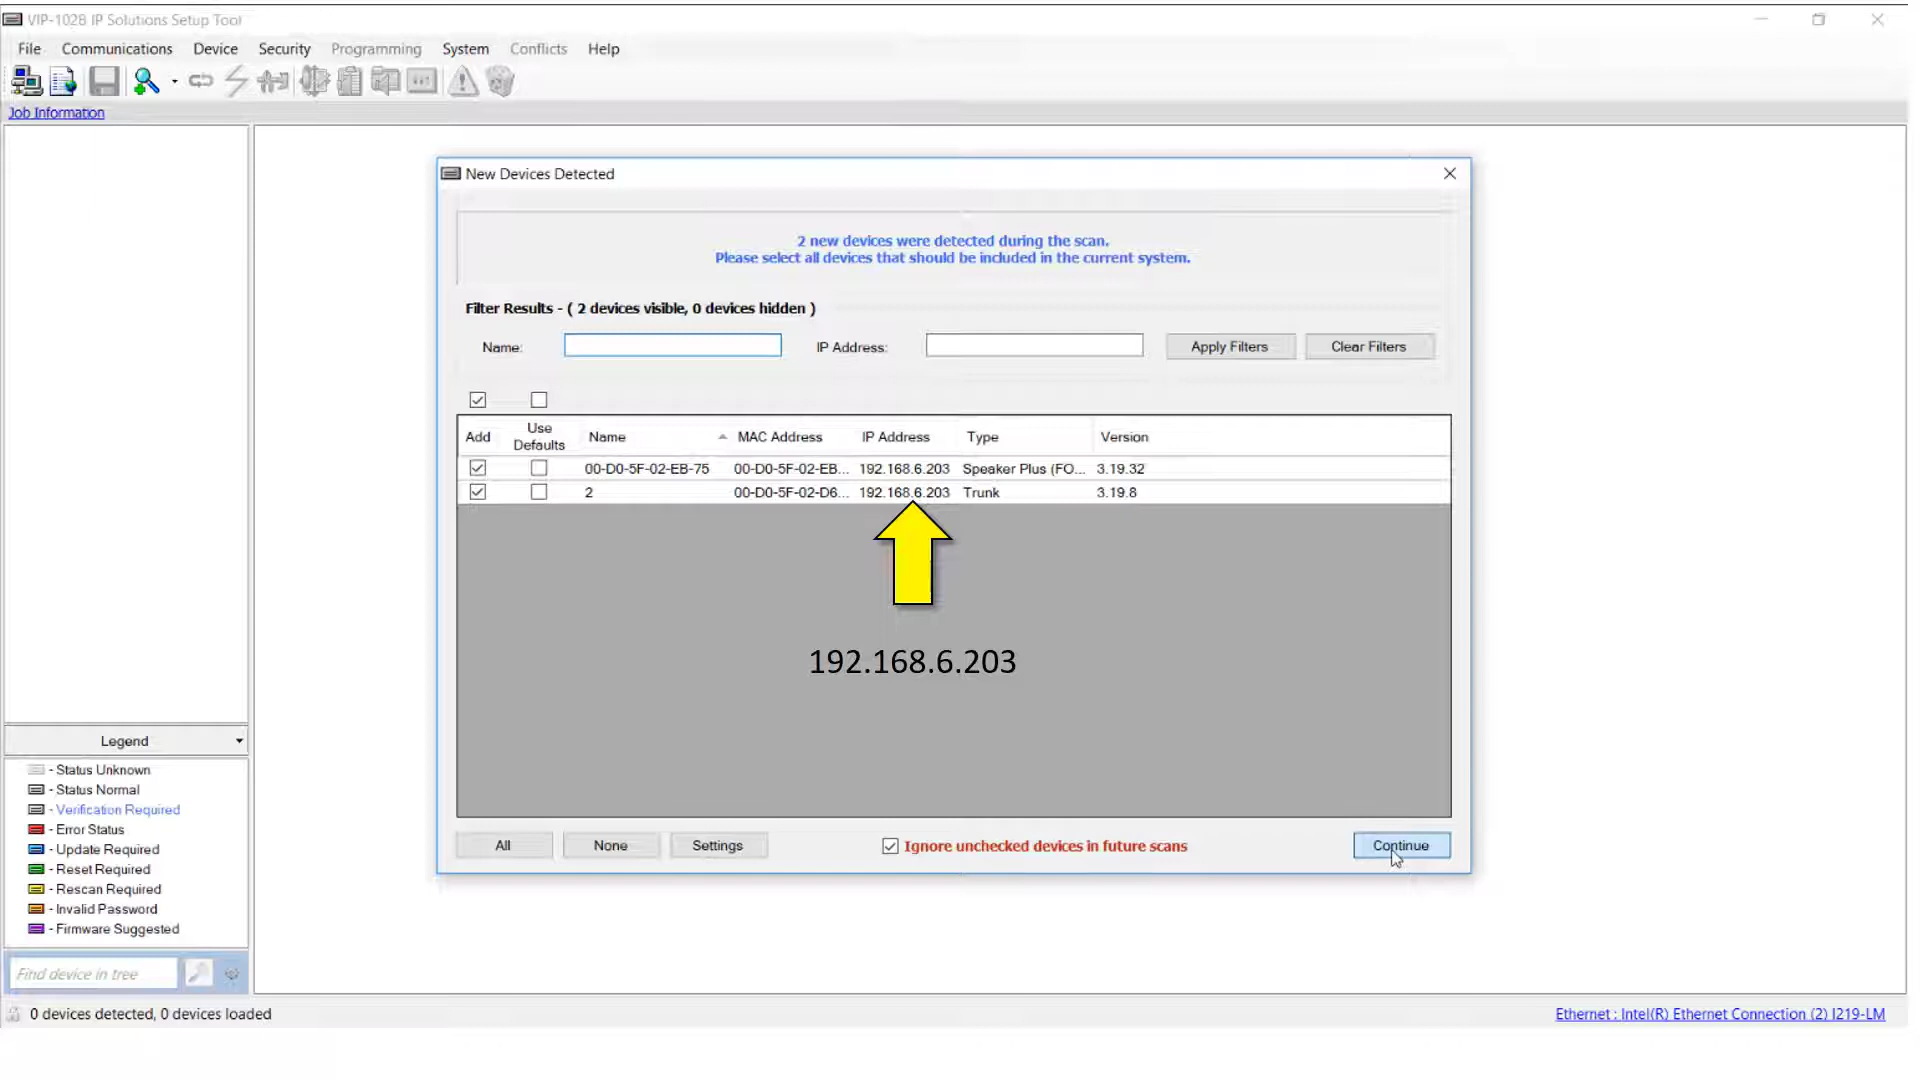 VIP-102B IP Solutions Setup Tool
File Communications Device Security Programming System Conflicts Help
Job Information
New Devices Detected
2 new devices were detected during the scan.
Please select all devices that should be included in the current system.
Filter Results - ( 2 devices visible, 0 devices hidden )
Name: IP Address: Apply Filters Clear Filters
Add Use Defaults Name MAC Address IP Address Type Version
00-D0-5F-02-EB-75 00-D0-5F-02-EB... 192.168.6.203 Speaker Plus (FO... 3.19.32
2 00-D0-5F-02-D6... 192.168.6.203 Trunk 3.19.8
192.168.6.203
All None Settings Ignore unchecked devices in future scans Continue
Legend
- Status Unknown
- Status Normal
- Verification Required
- Error Status
- Update Required
- Reset Required
- Rescan Required
- Invalid Password
- Firmware Suggested
Find device in tree
0 devices detected, 0 devices loaded
Ethernet : Intel(R) Ethernet Connection (2) I219-LM